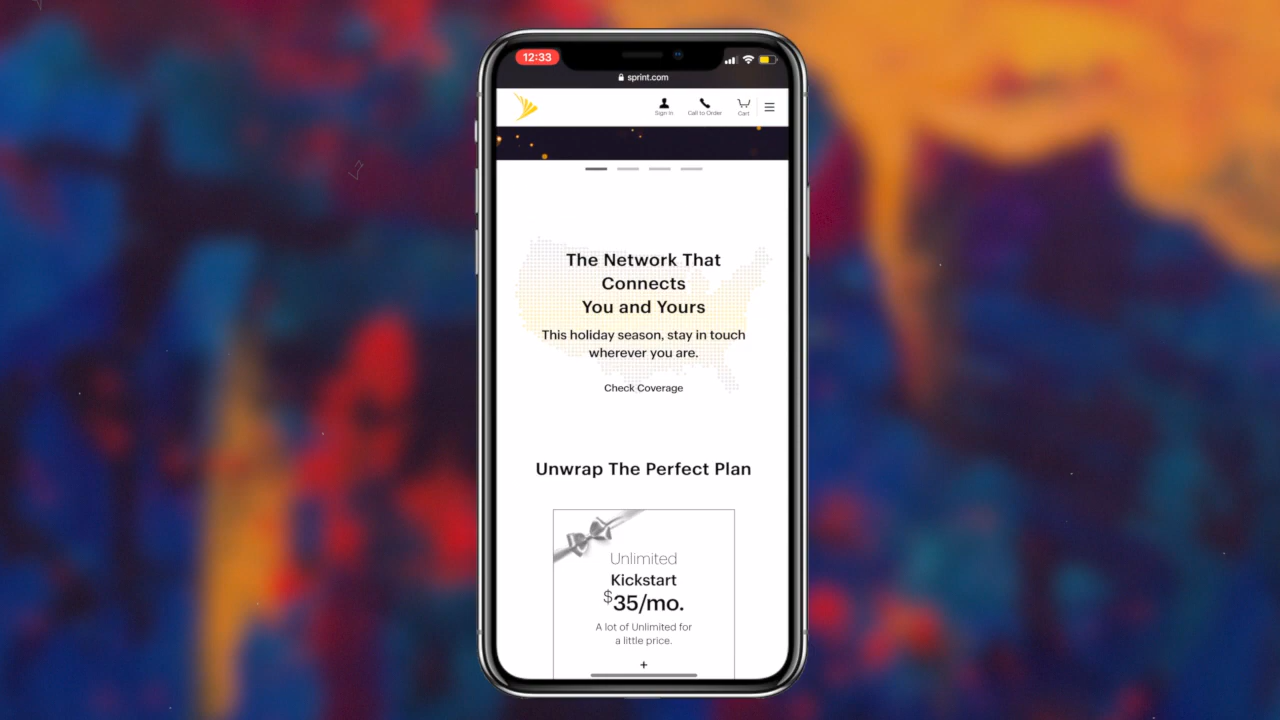 12:33
sprint.com
Sign In
Call to Order
Cart
The Network That
Connects
You and Yours
This holiday season, stay in touch
wherever you are.
Check Coverage
Unwrap The Perfect Plan
Unlimited
Kickstart
$35/mo.
A lot of Unlimited for
a little price.
+